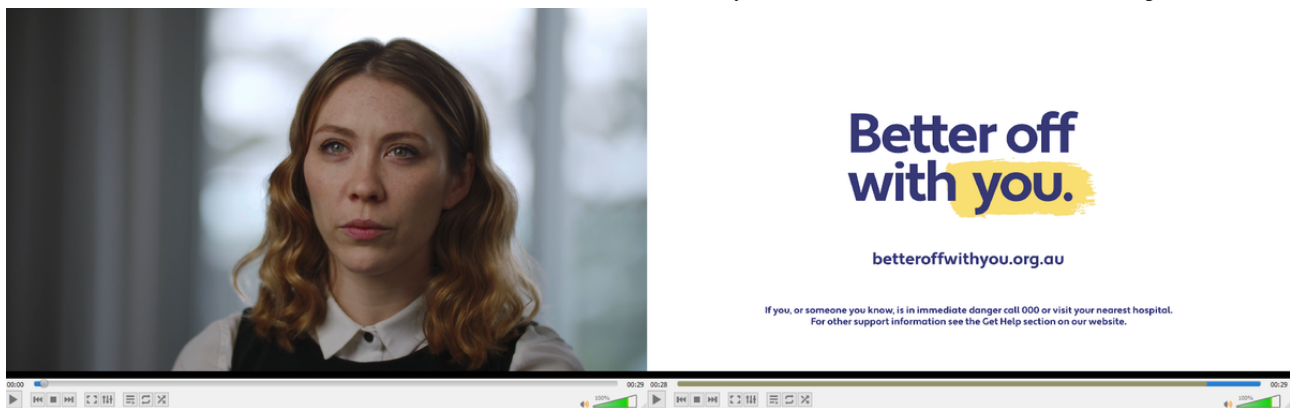 Better off
with you.
betteroffwithyou.org.au
If you, or someone you know, is in immediate danger call 000 or visit your nearest hospital.
For other support information see the Get Help section on our website.
00:00
00:29
00:28
00:29
100%
100%